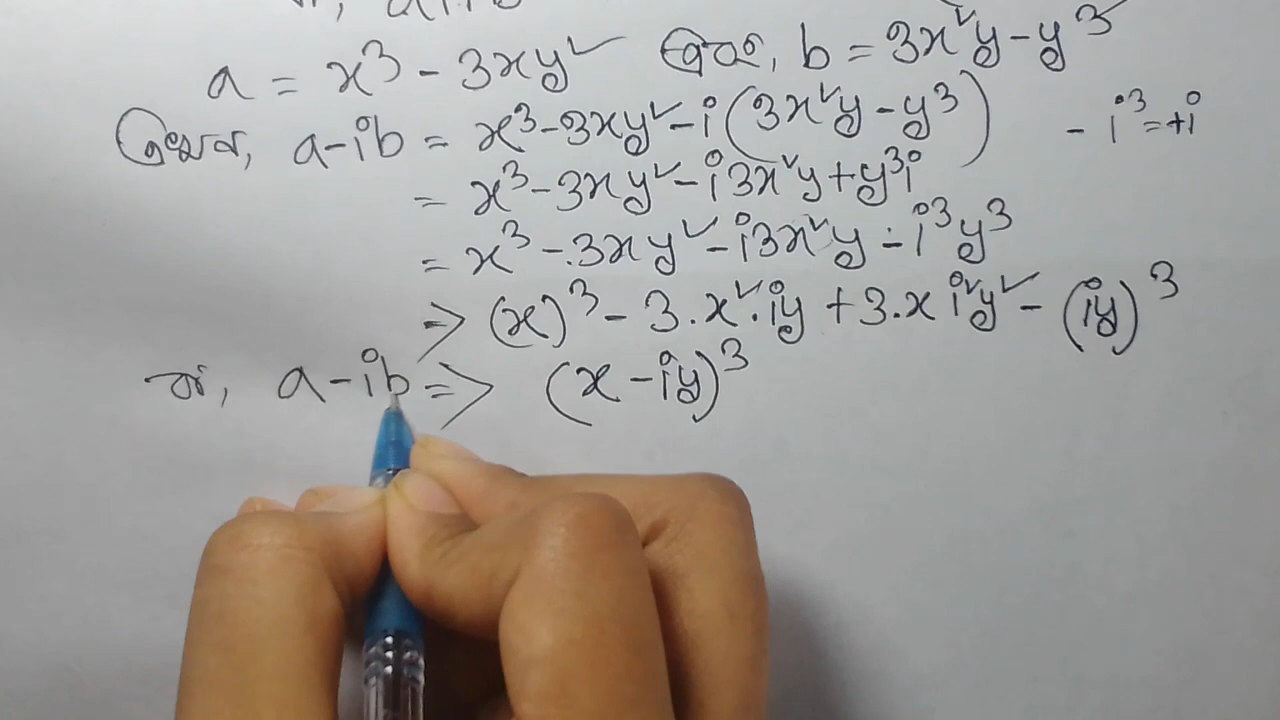 a = x³ - 3xy² এবং, b = 3x²y - y³
এখন, a-ib = x³-3xy²-i(3x²y-y³) - i³=+i
= x³-3xy²-i3x²y+y³i
= x³-3xy²-i3x²y-i³y³
=> (x)³-3.x².iy+3.x i²y²-(iy)³
বা, a-ib => (x-iy)³